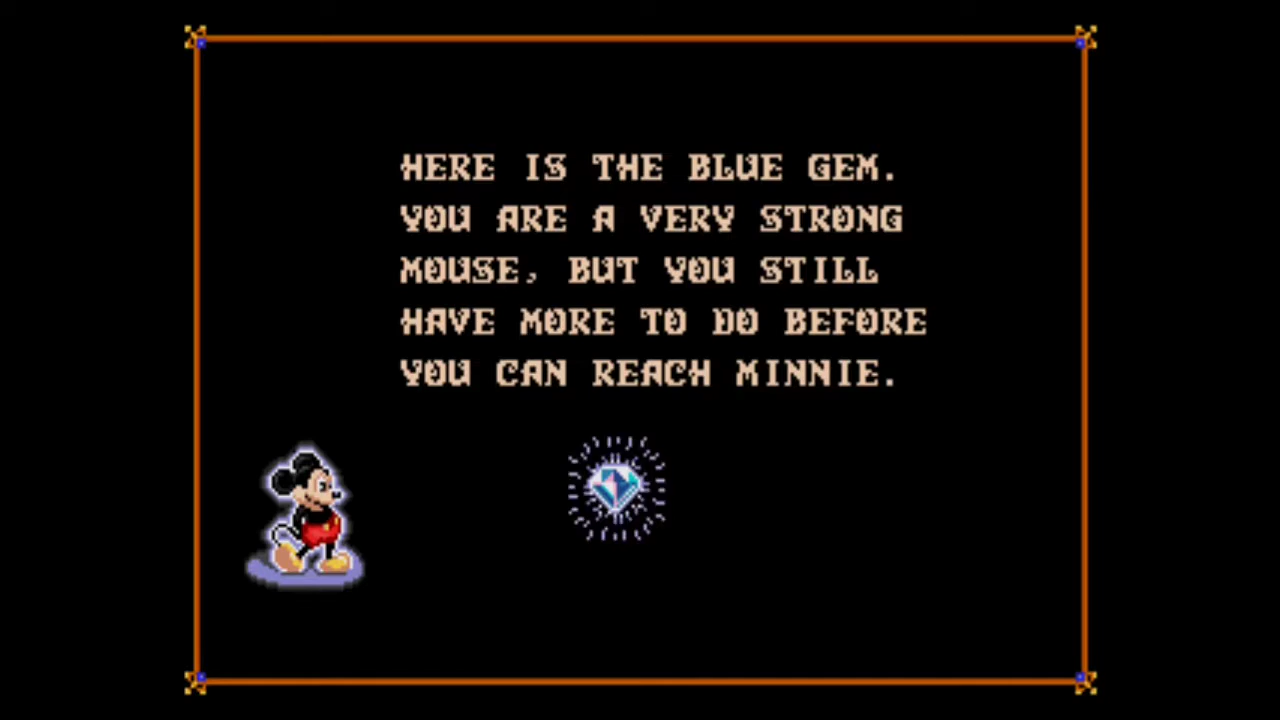 HERE IS THE BLUE GEM.
YOU ARE A VERY STRONG
MOUSE, BUT YOU STILL
HAVE MORE TO DO BEFORE
YOU CAN REACH MINNIE.